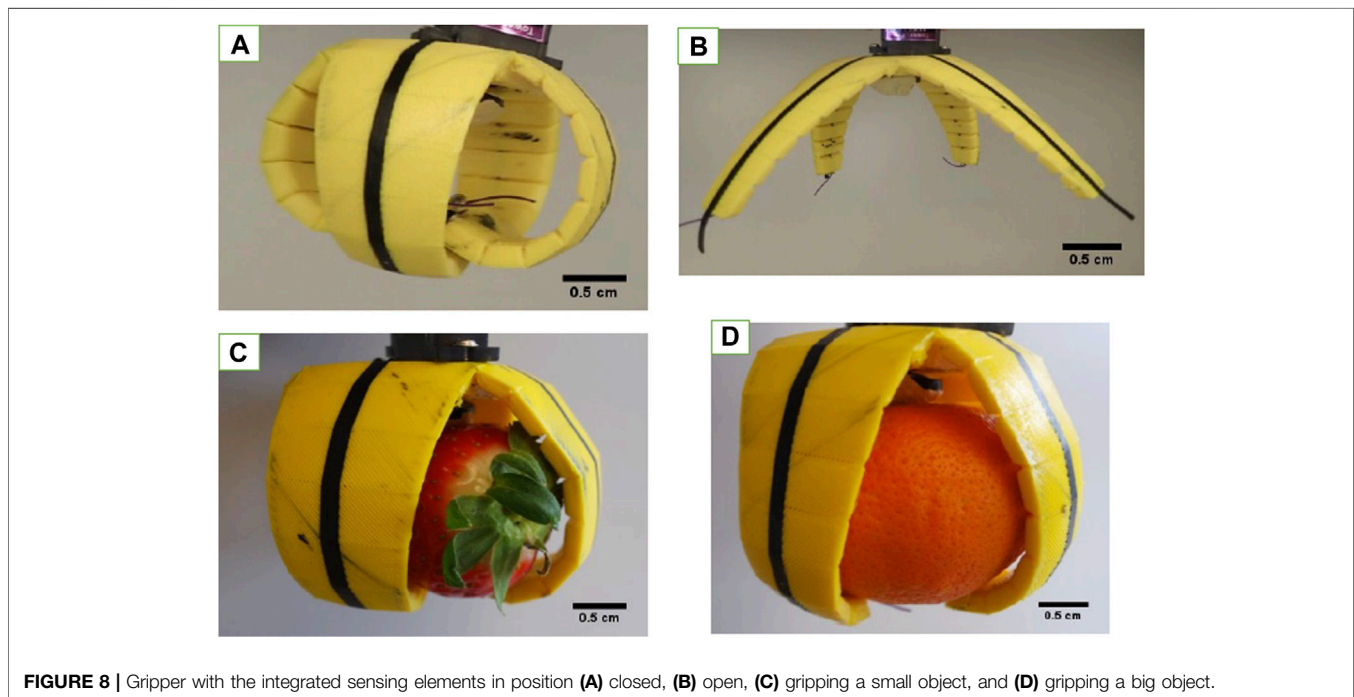 A
0.5 cm
B
0.5 cm
C
0.5 cm
D
0.5 cm
FIGURE 8 | Gripper with the integrated sensing elements in position (A) closed, (B) open, (C) gripping a small object, and (D) gripping a big object.